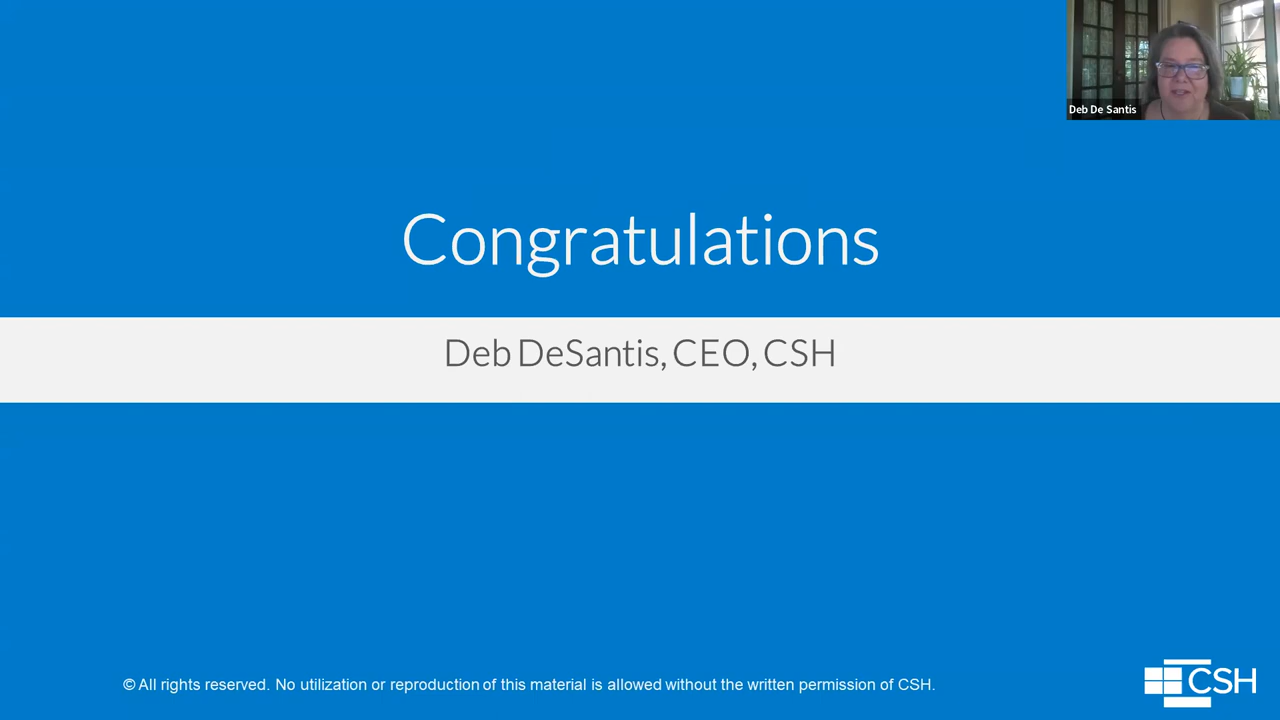 Deb De Santis
Congratulations
Deb DeSantis, CEO, CSH
© All rights reserved. No utilization or reproduction of this material is allowed without the written permission of CSH.
CSH